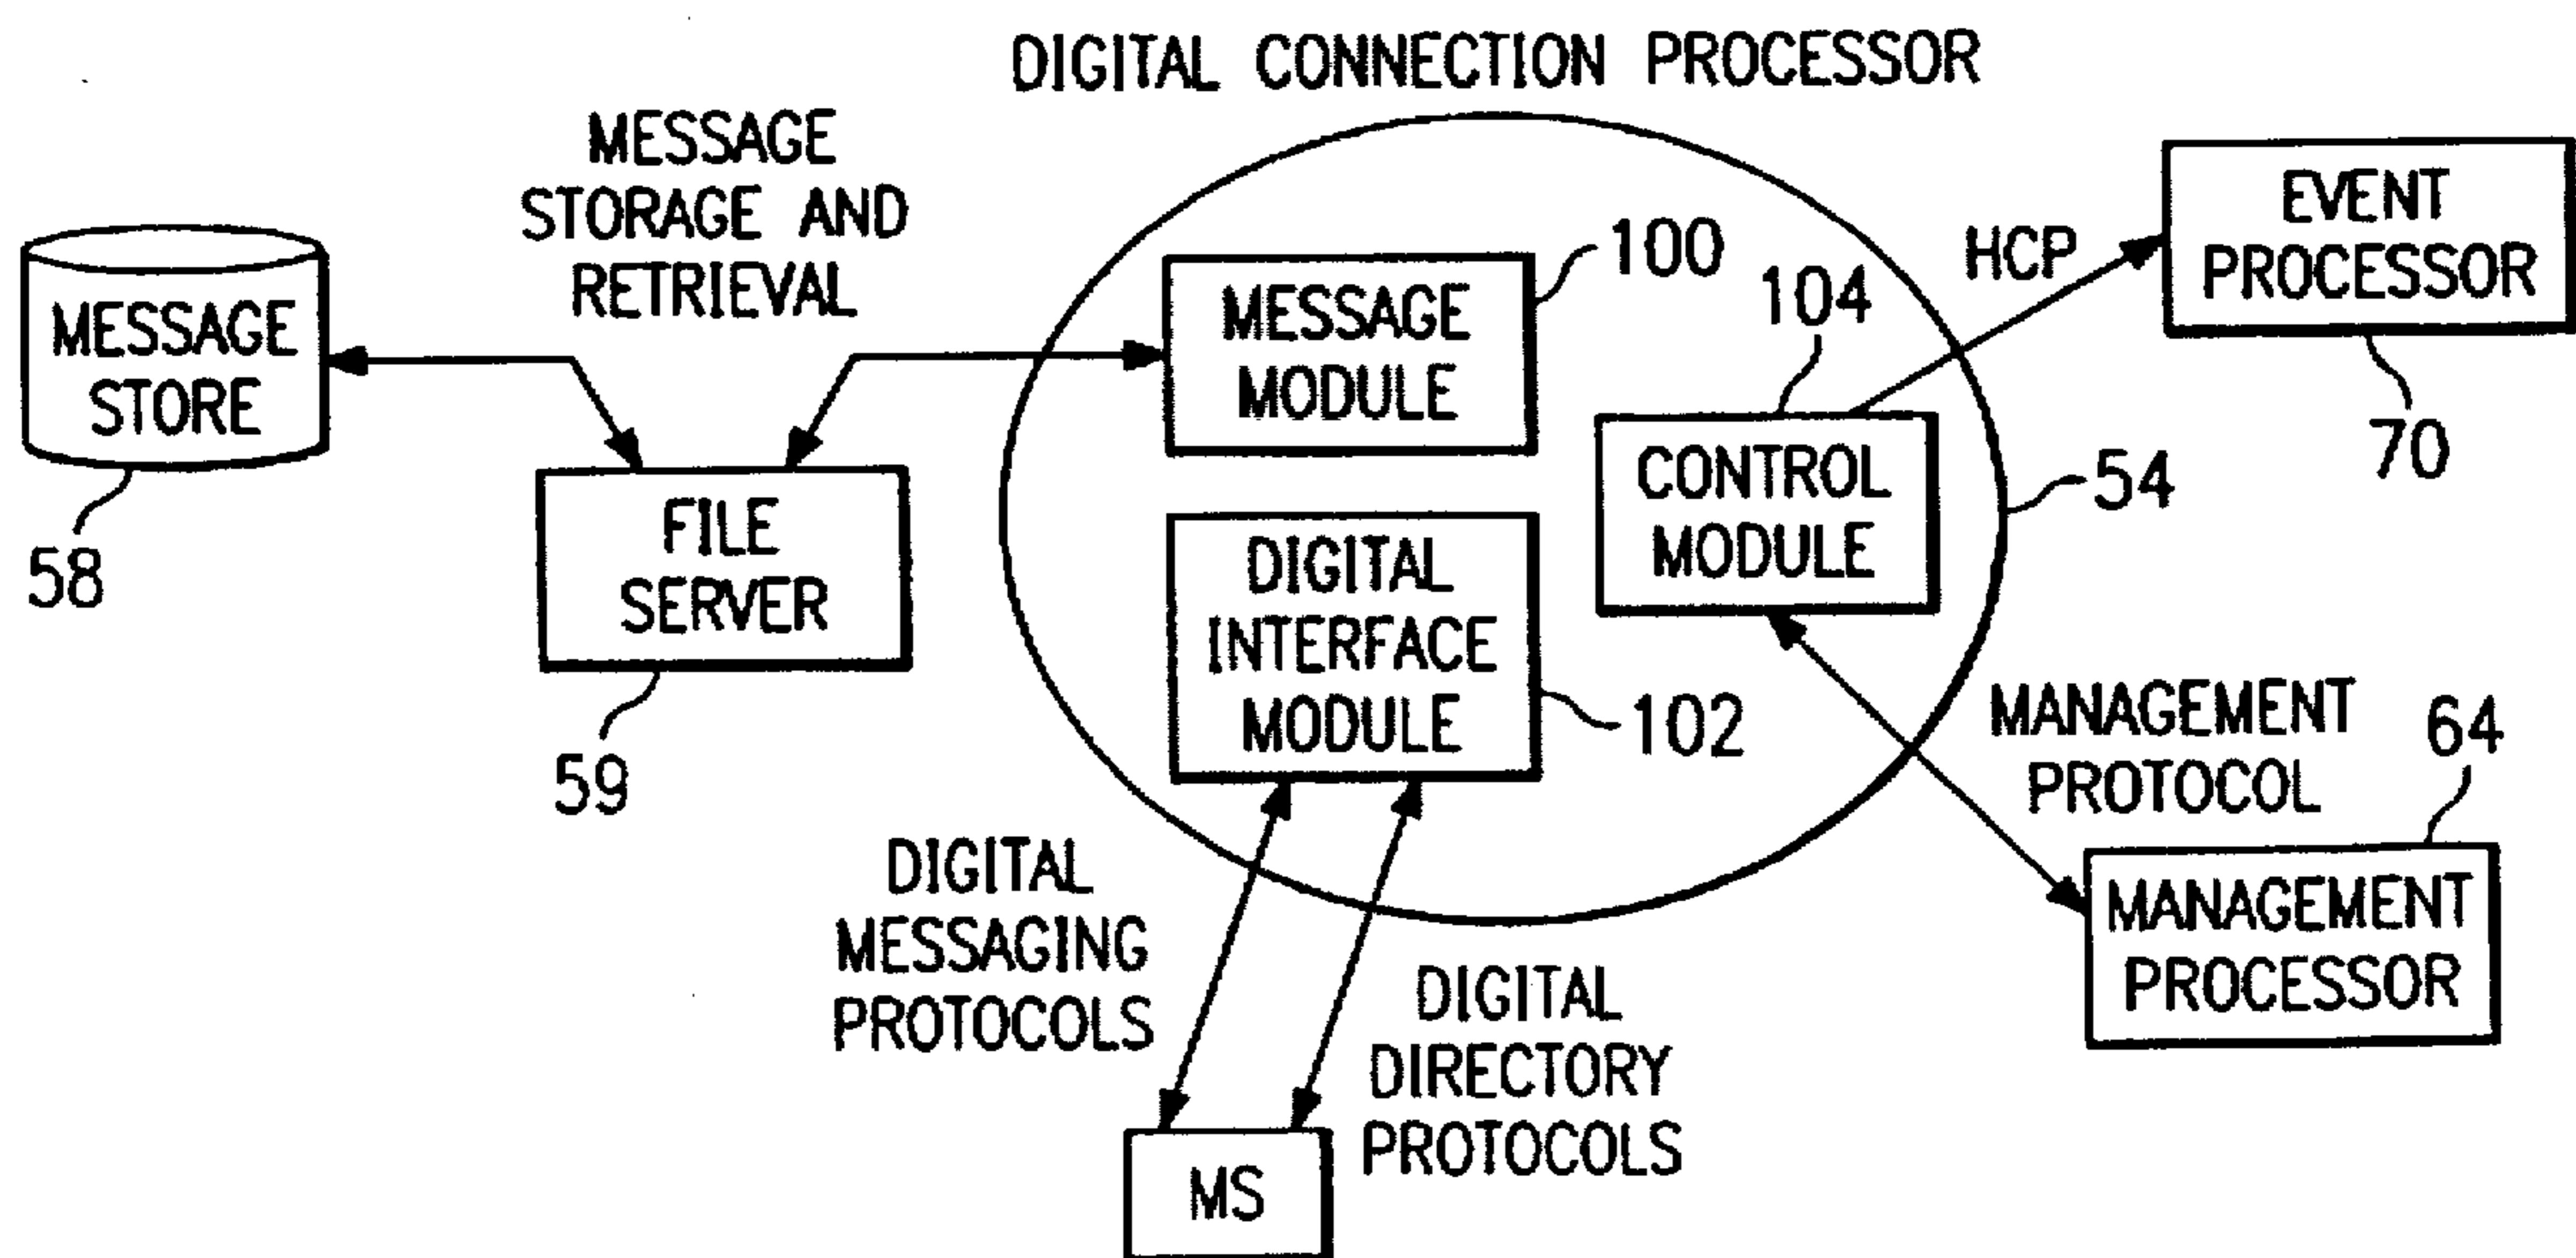 DIGITAL CONNECTION PROCESSOR
MESSAGE
STORAGE AND
RETRIEVAL
MESSAGE
STORE
58
FILE
SERVER
59
MESSAGE
MODULE
100
DIGITAL
INTERFACE
MODULE
102
104
CONTROL
MODULE
54
HCP
EVENT
PROCESSOR
70
MANAGEMENT
PROTOCOL
64
MANAGEMENT
PROCESSOR
DIGITAL
MESSAGING
PROTOCOLS
DIGITAL
DIRECTORY
PROTOCOLS
MS